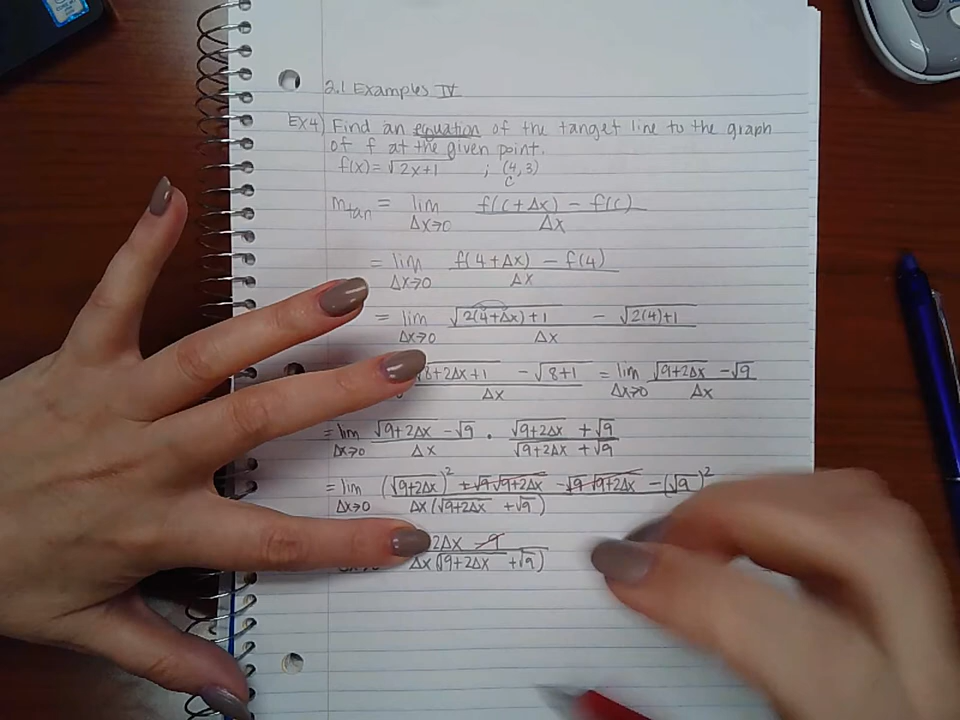 2.1 Examples IV
Ex4) Find an equation of the tanget line to the graph
of f at the given point.
f(x) = √2x+1 ; (4,3)
c
m tan = lim Δx→0 f(c+Δx) − f(c) / Δx
= lim Δx→0 f(4+Δx) − f(4) / Δx
= lim Δx→0 √2(4+Δx)+1 − √2(4)+1 / Δx
√8+2Δx+1 − √8+1 / Δx = lim Δx→0 √9+2Δx − √9 / Δx
= lim Δx→0 √9+2Δx − √9 / Δx · √9+2Δx + √9 / √9+2Δx + √9
= lim Δx→0 (√9+2Δx)² + √9√9+2Δx − √9√9+2Δx − (√9)² / Δx(√9+2Δx + √9)
2Δx − 9 / Δx(√9+2Δx + √9)